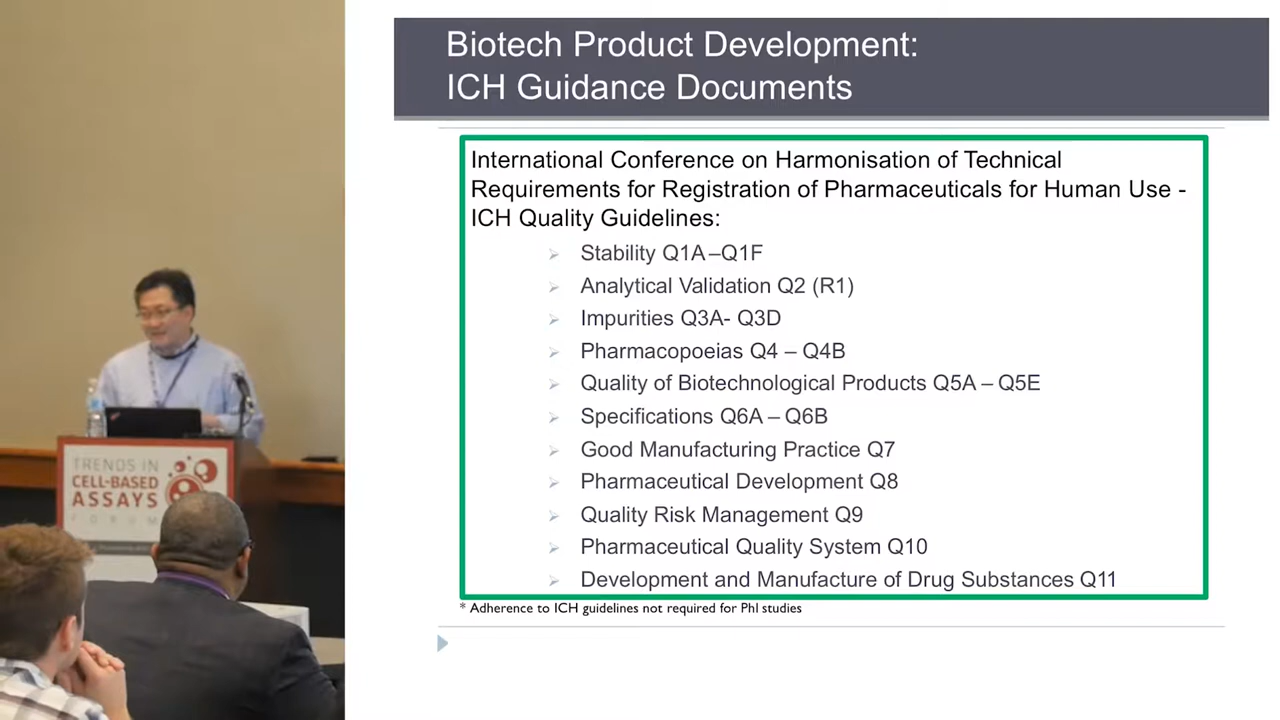 Biotech Product Development:
ICH Guidance Documents
International Conference on Harmonisation of Technical
Requirements for Registration of Pharmaceuticals for Human Use -
ICH Quality Guidelines:
Stability Q1A –Q1F
Analytical Validation Q2 (R1)
Impurities Q3A- Q3D
Pharmacopoeias Q4 – Q4B
Quality of Biotechnological Products Q5A – Q5E
Specifications Q6A – Q6B
Good Manufacturing Practice Q7
Pharmaceutical Development Q8
Quality Risk Management Q9
Pharmaceutical Quality System Q10
Development and Manufacture of Drug Substances Q11
* Adherence to ICH guidelines not required for PhI studies
TRENDS IN
CELL-BASED
ASSAYS
FORUM